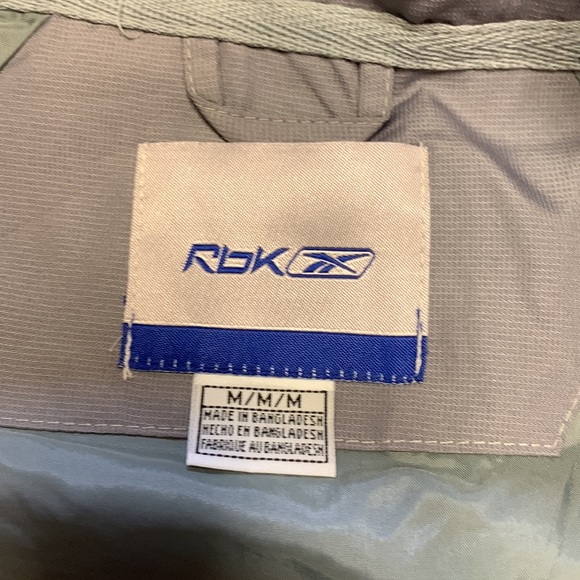 Rbk
M/M/M
MADE IN BANGLADESH
HECHO EN BANGLADESH
FABRIQUE AU BANGLADESH